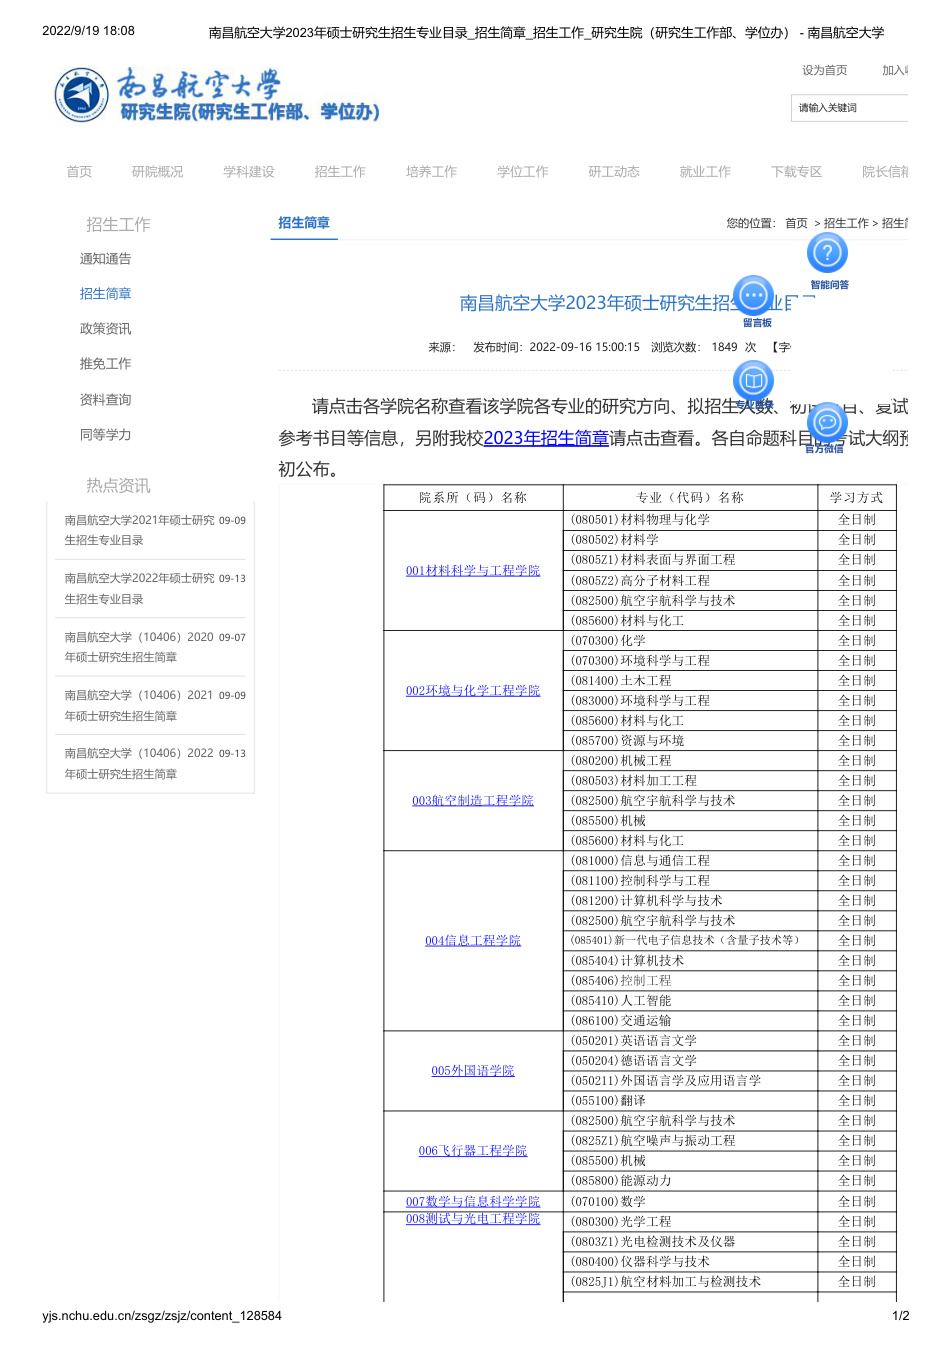 2022/9/19 18:08
南昌航空大学2023年硕士研究生招生专业目录_招生简章_招生工作_研究生院（研究生工作部、学位办） - 南昌航空大学
设为首页 加入
南昌航空大学
研究生院(研究生工作部、学位办)
请输入关键词
首页 研院概况 学科建设 招生工作 培养工作 学位工作 研工动态 就业工作 下载专区 院长信箱
招生工作
通知通告
招生简章
政策资讯
推免工作
资料查询
同等学力
热点资讯
南昌航空大学2021年硕士研究 09-09
生招生专业目录
南昌航空大学2022年硕士研究 09-13
生招生专业目录
南昌航空大学（10406）2020 09-07
年硕士研究生招生简章
南昌航空大学（10406）2021 09-09
年硕士研究生招生简章
南昌航空大学（10406）2022 09-13
年硕士研究生招生简章
招生简章
您的位置： 首页 > 招生工作 > 招生
智能问答
南昌航空大学2023年硕士研究生招生专业目
留言板
来源： 发布时间：2022-09-16 15:00:15 浏览次数： 1849 次 【字
专业目录
官方微信
请点击各学院名称查看该学院各专业的研究方向、拟招生人数、初试科目、复试
参考书目等信息，另附我校2023年招生简章请点击查看。各自命题科目的考试大纲预
初公布。
院系所（码）名称 专业（代码）名称 学习方式
001材料科学与工程学院
(080501)材料物理与化学 全日制
(080502)材料学 全日制
(0805Z1)材料表面与界面工程 全日制
(0805Z2)高分子材料工程 全日制
(082500)航空宇航科学与技术 全日制
(085600)材料与化工 全日制
002环境与化学工程学院
(070300)化学 全日制
(070300)环境科学与工程 全日制
(081400)土木工程 全日制
(083000)环境科学与工程 全日制
(085600)材料与化工 全日制
(085700)资源与环境 全日制
003航空制造工程学院
(080200)机械工程 全日制
(080503)材料加工工程 全日制
(082500)航空宇航科学与技术 全日制
(085500)机械 全日制
(085600)材料与化工 全日制
004信息工程学院
(081000)信息与通信工程 全日制
(081100)控制科学与工程 全日制
(081200)计算机科学与技术 全日制
(082500)航空宇航科学与技术 全日制
(085401)新一代电子信息技术（含量子技术等） 全日制
(085404)计算机技术 全日制
(085406)控制工程 全日制
(085410)人工智能 全日制
(086100)交通运输 全日制
005外国语学院
(050201)英语语言文学 全日制
(050204)德语语言文学 全日制
(050211)外国语言学及应用语言学 全日制
(055100)翻译 全日制
006飞行器工程学院
(082500)航空宇航科学与技术 全日制
(0825Z1)航空噪声与振动工程 全日制
(085500)机械 全日制
(085800)能源动力 全日制
007数学与信息科学学院 (070100)数学 全日制
008测试与光电工程学院 (080300)光学工程 全日制
(0803Z1)光电检测技术及仪器 全日制
(080400)仪器科学与技术 全日制
(0825J1)航空材料加工与检测技术 全日制
yjs.nchu.edu.cn/zsgz/zsjz/content_128584
1/2